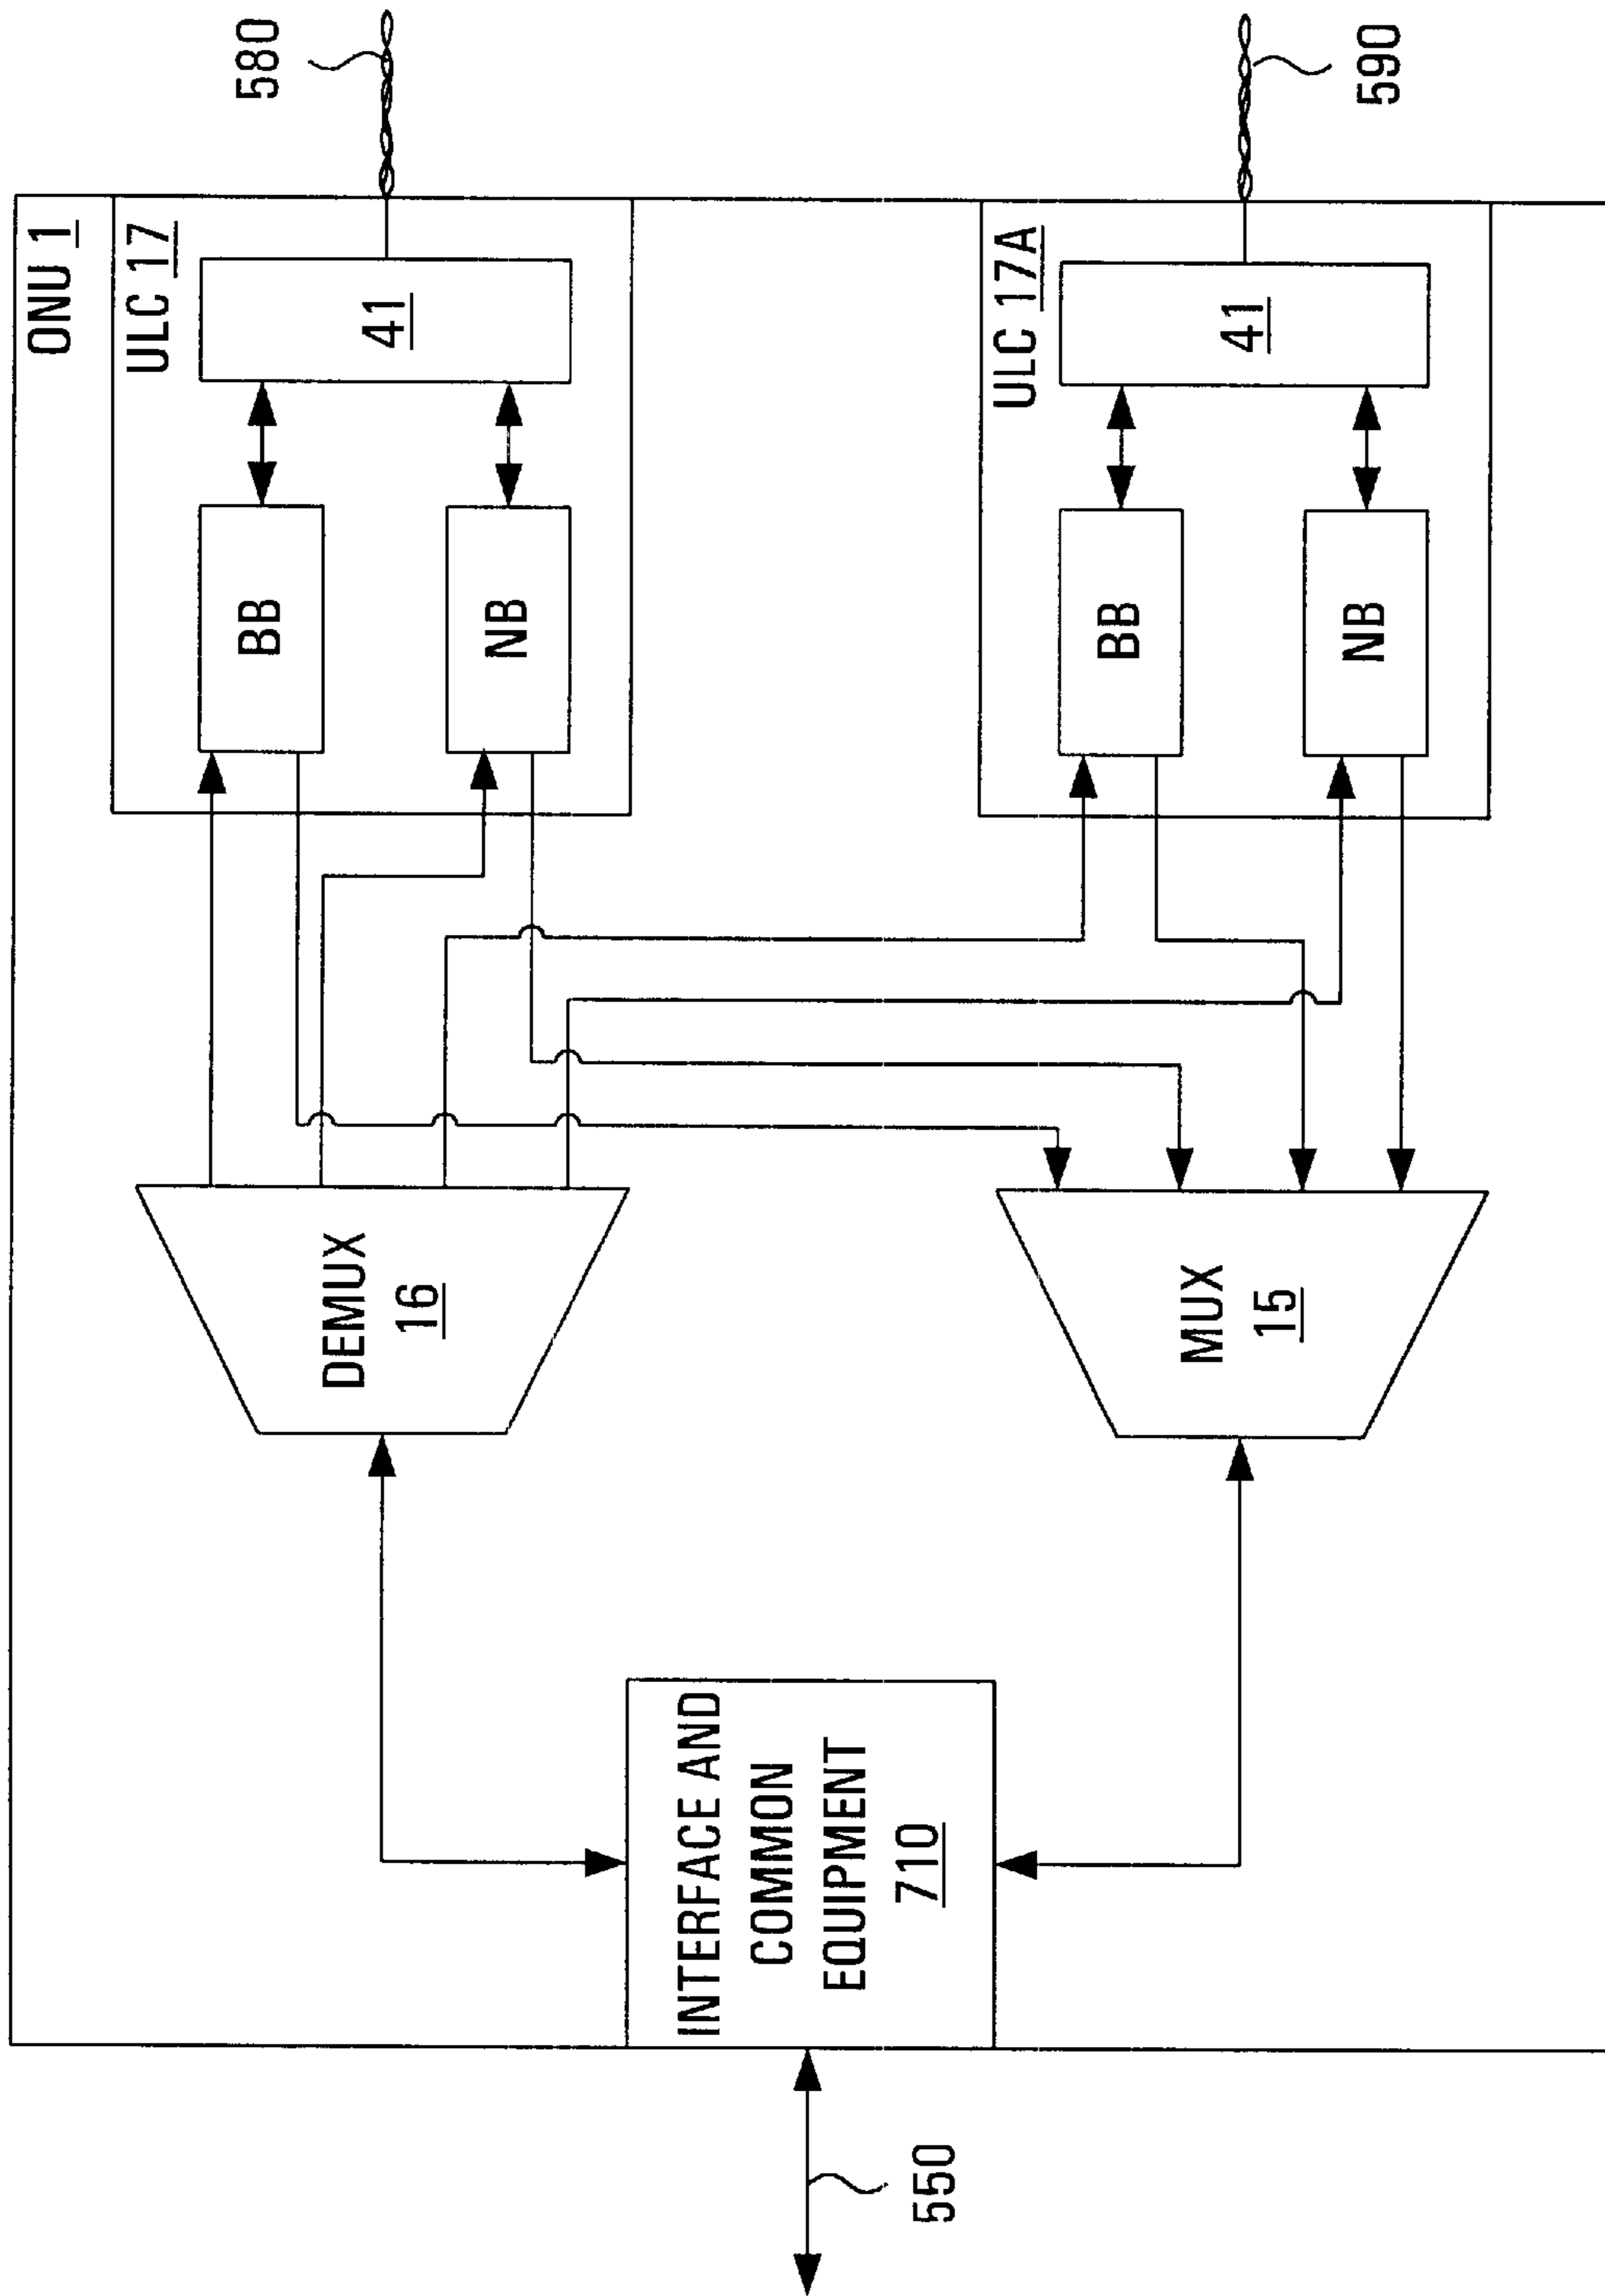 ONU 1
ULC 17
580
BB
41
NB
DEMUX
16
INTERFACE AND
COMMON
EQUIPMENT
710
550
MUX
15
ULC 17A
BB
41
NB
590